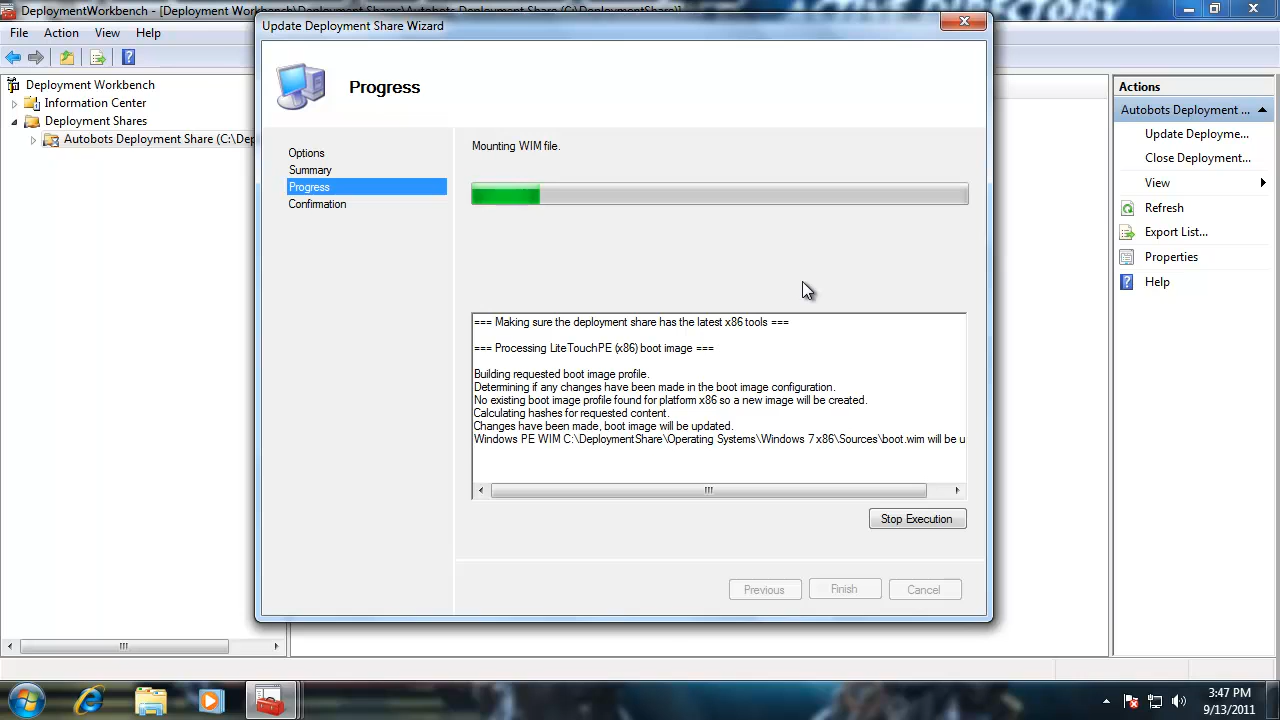 DeploymentWorkbench - [Deployment Workbench\Deployment Shares\Autobots Deployment Share (C:\DeploymentShare)]
File Action View Help
Update Deployment Share Wizard
Deployment Workbench
Information Center
Deployment Shares
Autobots Deployment Share (C:\Dep
Progress
Options
Summary
Progress
Confirmation
Mounting WIM file.
=== Making sure the deployment share has the latest x86 tools ===
=== Processing LiteTouchPE (x86) boot image ===
Building requested boot image profile.
Determining if any changes have been made in the boot image configuration.
No existing boot image profile found for platform x86 so a new image will be created.
Calculating hashes for requested content.
Changes have been made, boot image will be updated.
Windows PE WIM C:\DeploymentShare\Operating Systems\Windows 7 x86\Sources\boot.wim will be u
Stop Execution
Previous Finish Cancel
Actions
Autobots Deployment ...
Update Deployme...
Close Deployment...
View
Refresh
Export List...
Properties
Help
3:47 PM
9/13/2011